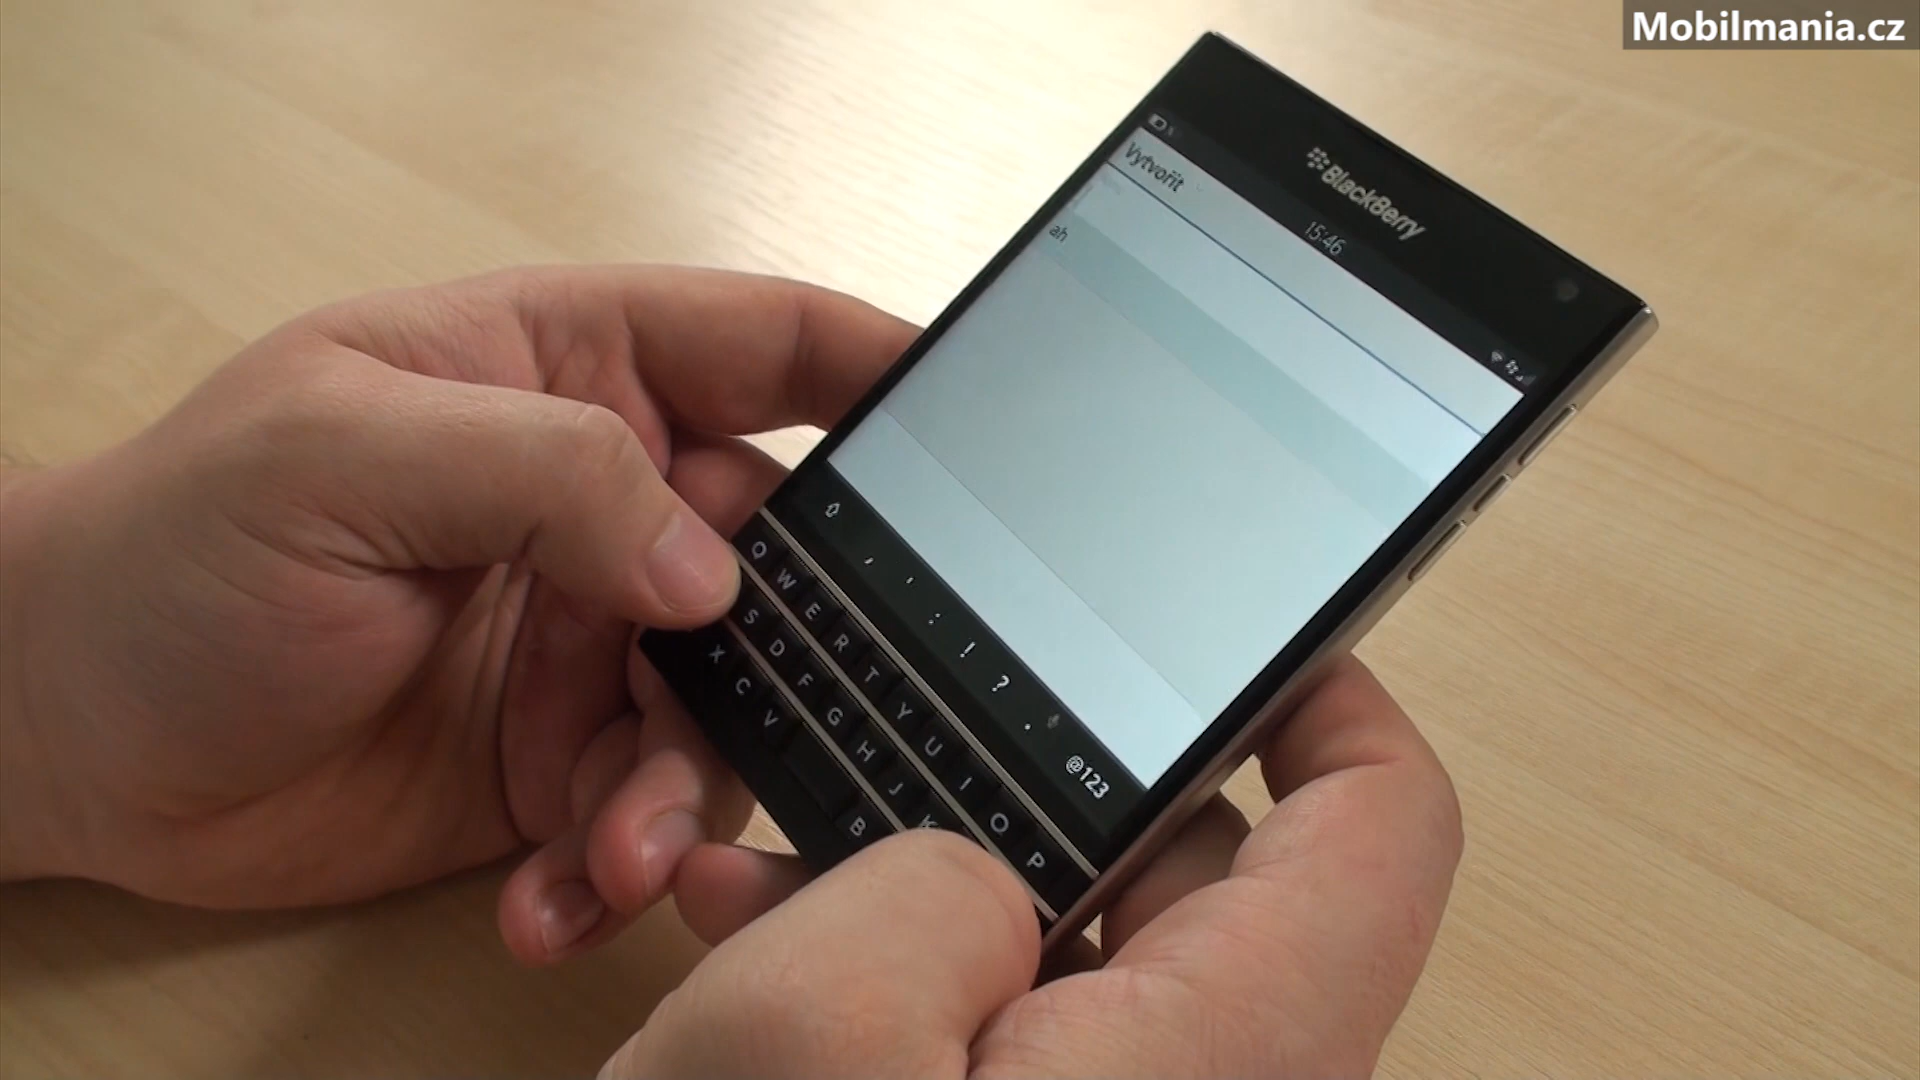 Mobilmania.cz
BlackBerry
15:46
Vytvořit
ah
, ' : ! ? . @123
Q W E R T Y U I O P
S D F G H J K
X C V B